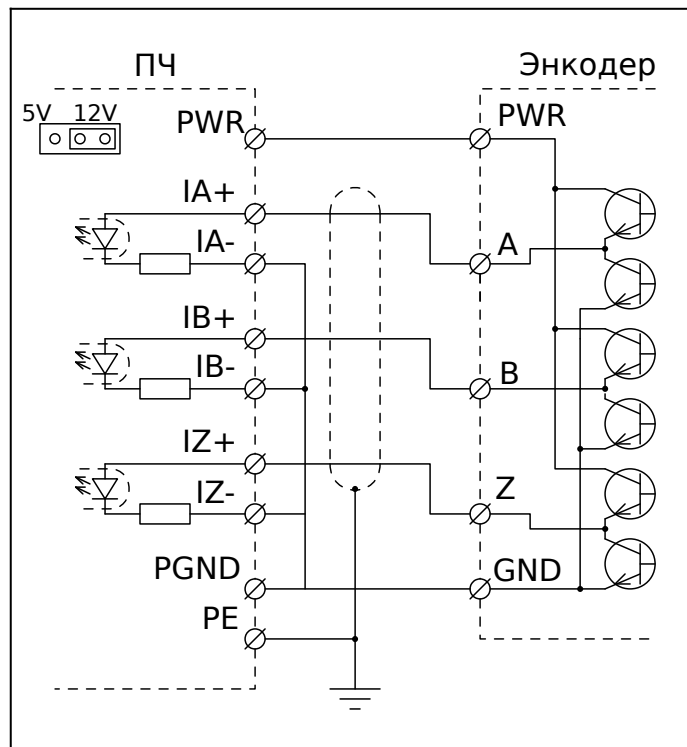 ПЧ
Энкодер
5V 12V
PWR
PWR
IA+
IA-
A
IB+
IB-
B
IZ+
IZ-
Z
PGND
GND
PE